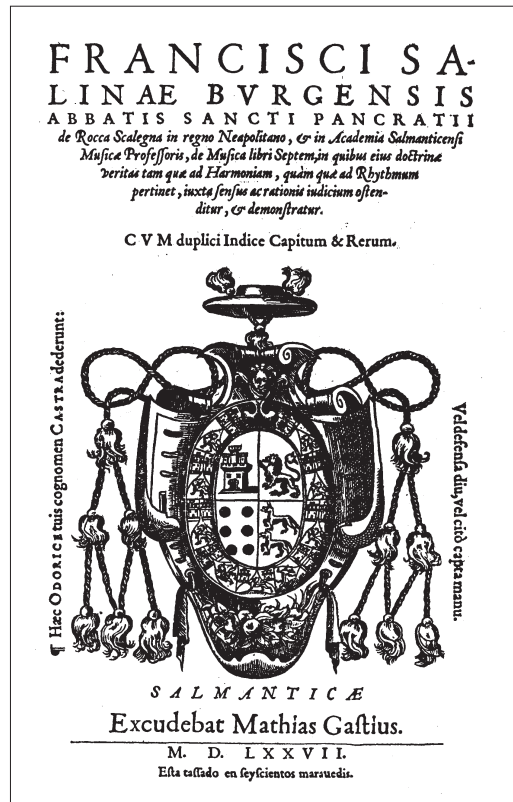 FRANCISCI SA-
LINAE BVRGENSIS
ABBATIS SANCTI PANCRATII
de Rocca Scalegna in regno Neapolitano, & in Academia Salmanticensi
Musicæ Professoris, de Musica libri Septem, in quibus eius doctrinæ
veritas tam quæ ad Harmoniam, quàm quæ ad Rhythmum
pertinet, iuxta sensus ac rationis iudicium osten-
ditur, & demonstratur.
CVM duplici Indice Capitum & Rerum.
¶ Hæc ODORICE tuis cognomen CASTRA dederunt:
Vel defensa diu, vel citò capta manu.
SALMANTICÆ
Excudebat Mathias Gastius.
M. D. LXXVII.
Esta tassado en seyscientos marauedis.